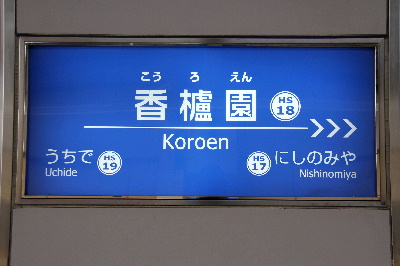 こうろえん
香櫨園 HS 18
Koroen
うちで HS 19 HS 17 にしのみや
Uchide Nishinomiya